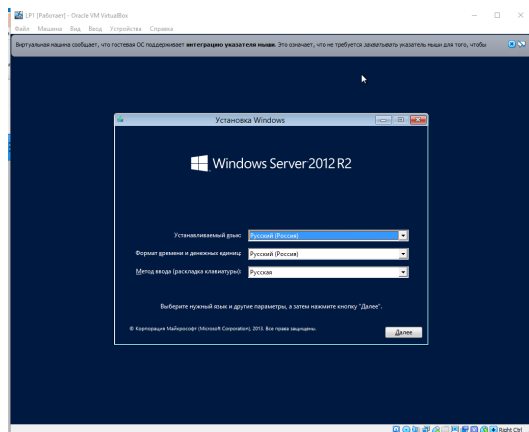 LP1 [Работает] - Oracle VM VirtualBox
Файл Машина Вид Ввод Устройства Справка
Виртуальная машина сообщает, что гостевая ОС поддерживает интеграцию указателя мыши. Это означает, что не требуется захватывать указатель мыши для того, чтобы
Установка Windows
Windows Server 2012 R2
Устанавливаемый язык: Русский (Россия)
Формат времени и денежных единиц: Русский (Россия)
Метод ввода (раскладка клавиатуры): Русская
Выберите нужный язык и другие параметры, а затем нажмите кнопку "Далее".
© Корпорация Майкрософт (Microsoft Corporation), 2013. Все права защищены.
Далее
Right Ctrl